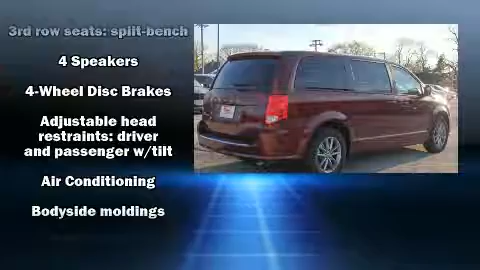 3rd row seats: split-bench
4 Speakers
4-Wheel Disc Brakes
Adjustable head
restraints: driver
and passenger w/tilt
Air Conditioning
Bodyside moldings